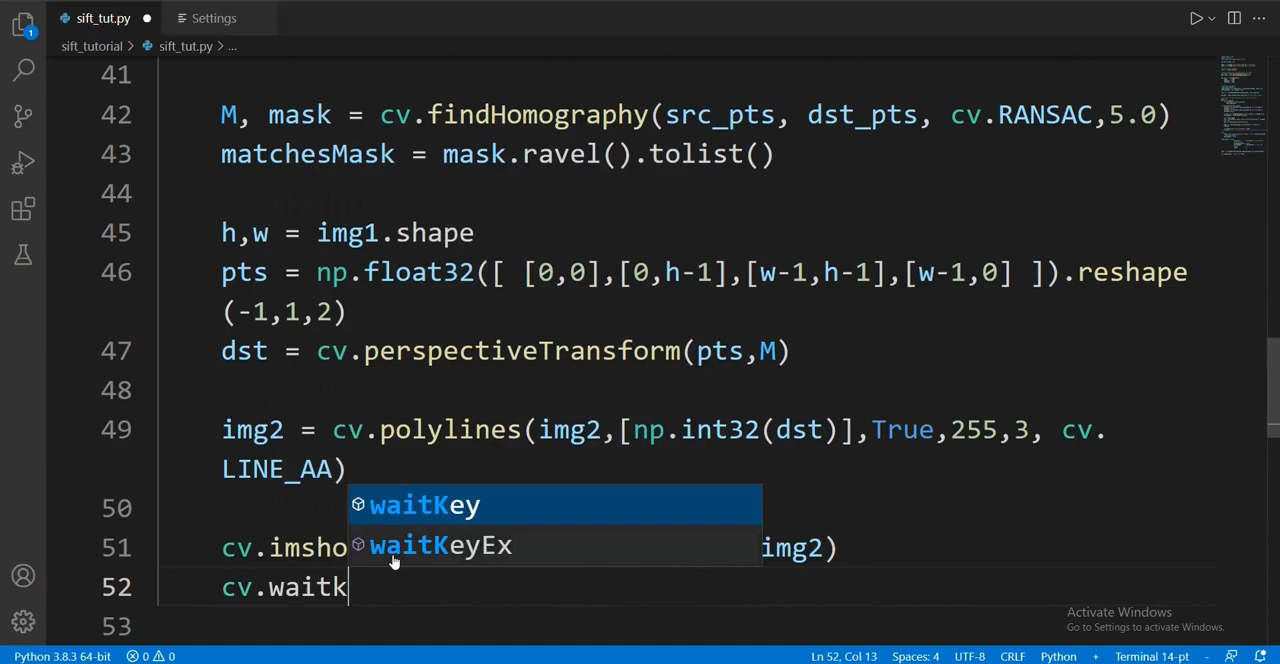 sift_tut.py
Settings
sift_tutorial > sift_tut.py > ...
1
41
42 M, mask = cv.findHomography(src_pts, dst_pts, cv.RANSAC,5.0)
43 matchesMask = mask.ravel().tolist()
44
45 h,w = img1.shape
46 pts = np.float32([ [0,0],[0,h-1],[w-1,h-1],[w-1,0] ]).reshape
(-1,1,2)
47 dst = cv.perspectiveTransform(pts,M)
48
49 img2 = cv.polylines(img2,[np.int32(dst)],True,255,3, cv.
LINE_AA)
50
waitKey
51 cv.imsho
waitKeyEx
img2)
52 cv.waitk
53
Activate Windows
Go to Settings to activate Windows.
Python 3.8.3 64-bit 0 0 Ln 52, Col 13 Spaces: 4 UTF-8 CRLF Python + Terminal 14-pt -